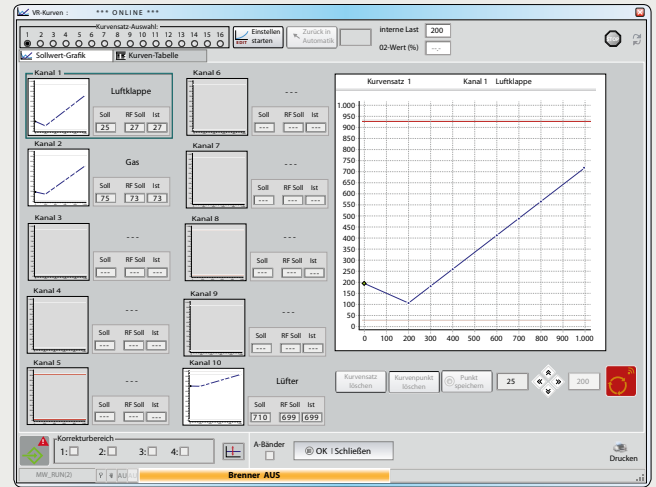 VR-Kurven : *** ONLINE ***
Kurvensatz-Auswahl:
1 2 3 4 5 6 7 8 9 10 11 12 13 14 15 16
EDIT Einstellen starten
Zurück in Automatik
interne Last 200
02-Wert (%) --,-
STOP
Sollwert-Grafik Kurven-Tabelle
Kanal 1
Luftklappe
Soll RF Soll Ist
25 27 27
Kanal 2
Gas
Soll RF Soll Ist
75 73 73
Kanal 3
---
Soll RF Soll Ist
--- --- ---
Kanal 4
---
Soll RF Soll Ist
--- --- ---
Kanal 5
---
Soll RF Soll Ist
--- --- ---
Kanal 6
---
Soll RF Soll Ist
--- --- ---
Kanal 7
---
Soll RF Soll Ist
--- --- ---
Kanal 8
---
Soll RF Soll Ist
--- --- ---
Kanal 9
---
Soll RF Soll Ist
--- --- ---
Kanal 10
Lüfter
Soll RF Soll Ist
710 699 699
Kurvensatz 1 Kanal 1 Luftklappe
1.000
950
900
850
800
750
700
650
600
550
500
450
400
350
300
250
200
150
100
50
0
0 100 200 300 400 500 600 700 800 900 1.000
Kurvensatz löschen
Kurvenpunkt löschen
Punkt speichern
25
200
Korrekturbereich
1: 2: 3: 4:
A-Bänder
OK | Schließen
Drucken
MW_RUN(2)
AU
Brenner AUS